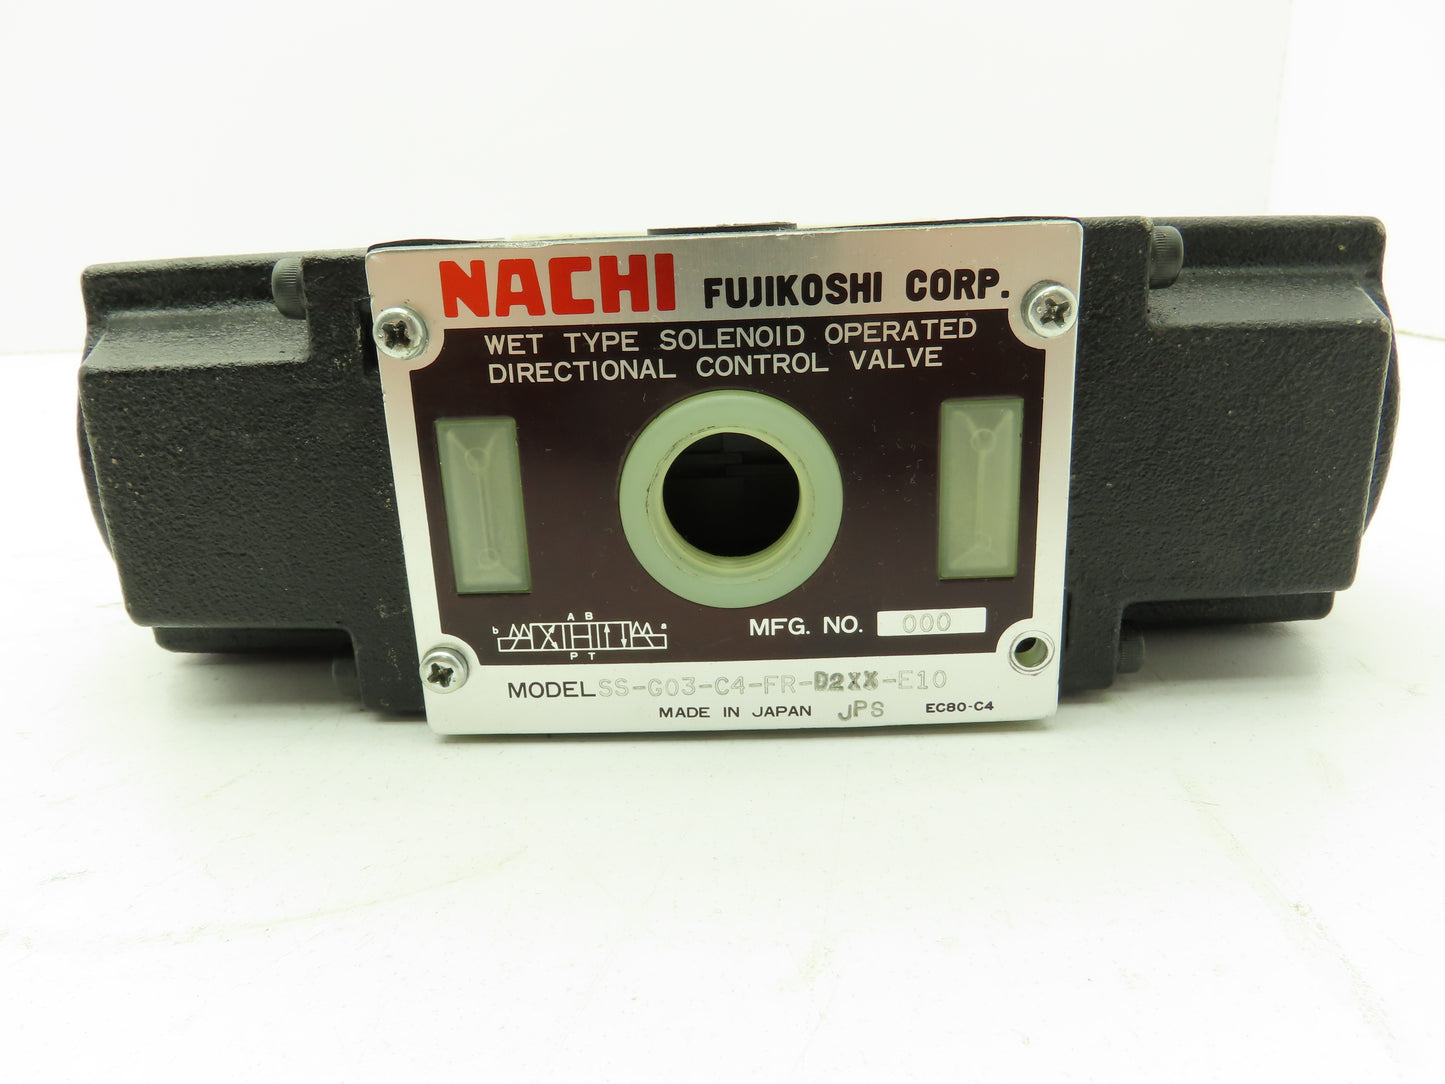 NACHI FUJIKOSHI CORP.
WET TYPE SOLENOID OPERATED
DIRECTIONAL CONTROL VALVE
A B
b a
P T
MFG. NO. 000
MODEL SS-G03-C4-FR-D2XX-E10
MADE IN JAPAN JPS EC80-C4